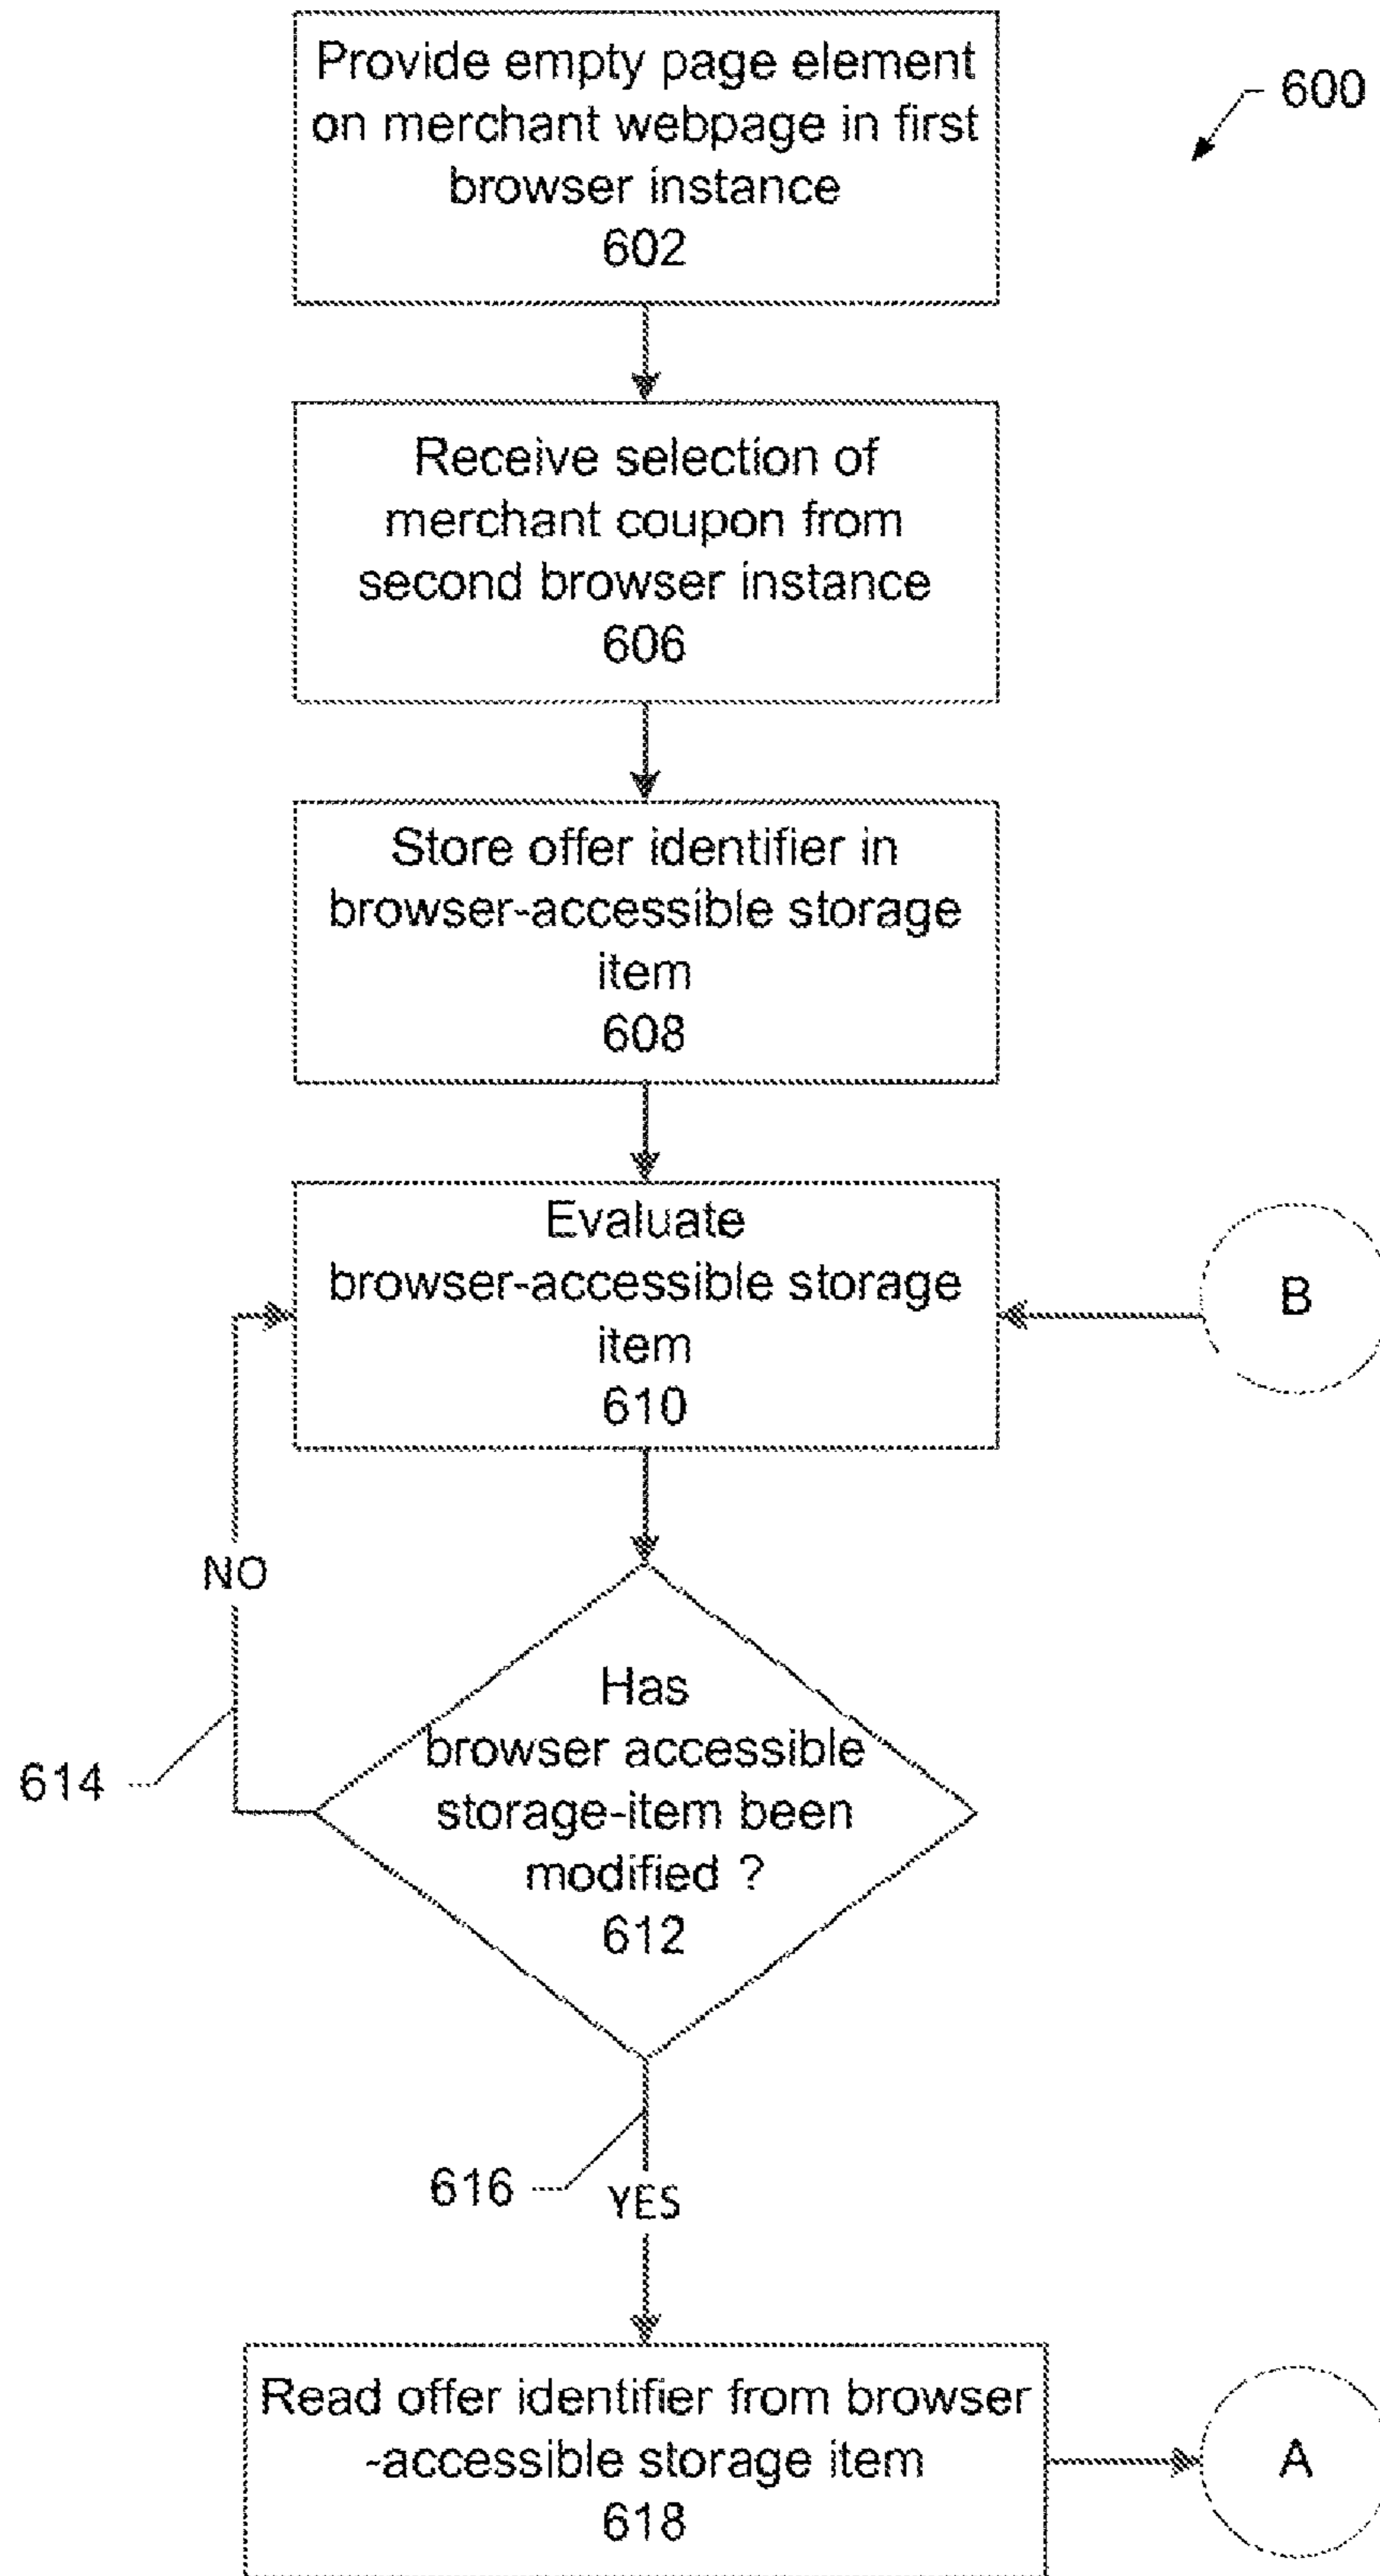 Provide empty page element
on merchant webpage in first
browser instance
602
600
Receive selection of
merchant coupon from
second browser instance
606
Store offer identifier in
browser-accessible storage
item
608
Evaluate
browser-accessible storage
item
610
B
NO
Has
browser accessible
storage-item been
modified ?
612
614
616
YES
Read offer identifier from browser
-accessible storage item
618
A